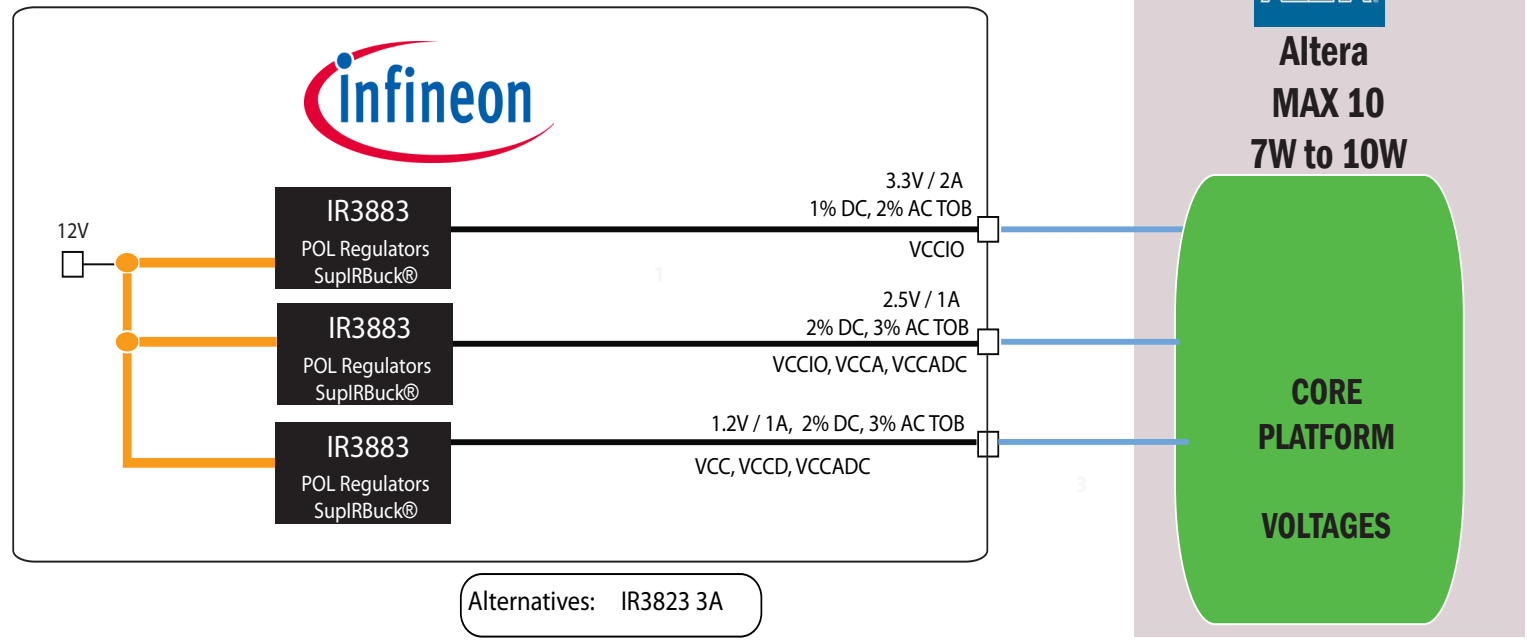 infineon
12V
IR3883
POL Regulators
SupIRBuck®
3.3V / 2A
1% DC, 2% AC TOB
VCCIO
1
IR3883
POL Regulators
SupIRBuck®
2.5V / 1A
2% DC, 3% AC TOB
VCCIO, VCCA, VCCADC
IR3883
POL Regulators
SupIRBuck®
1.2V / 1A, 2% DC, 3% AC TOB
VCC, VCCD, VCCADC
3
Alternatives: IR3823 3A
Altera
MAX 10
7W to 10W
CORE
PLATFORM
VOLTAGES